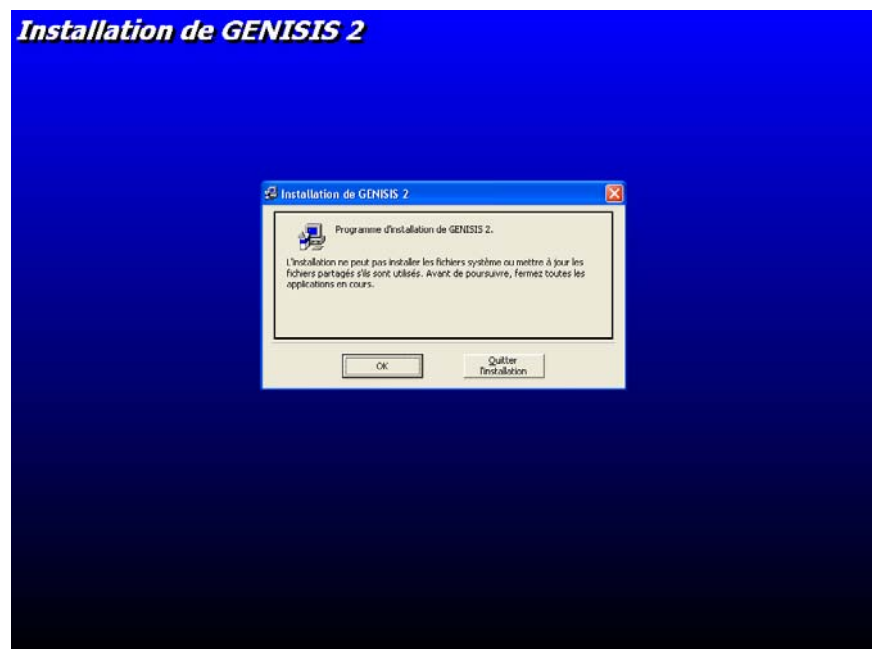 Installation de GENISIS 2
Installation de GENISIS 2
Programme d'installation de GENISIS 2.
L'installation ne peut pas installer les fichiers système ou mettre à jour les
fichiers partagés s'ils sont utilisés. Avant de poursuivre, fermez toutes les
applications en cours.
OK
Quitter
l'installation